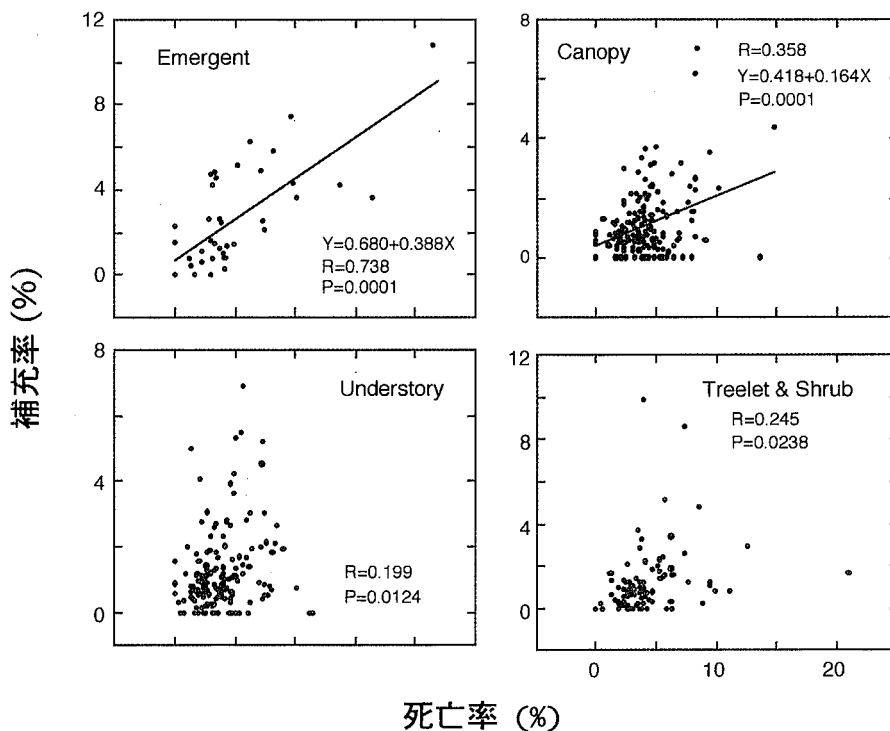 12
8
4
0
Emergent
Y=0.680+0.388X
R=0.738
P=0.0001
8
4
0
Canopy
R=0.358
Y=0.418+0.164X
P=0.0001
補充率 (%)
8
4
0
Understory
R=0.199
P=0.0124
12
8
4
0
Treelet & Shrub
R=0.245
P=0.0238
0 10 20
死亡率 (%)